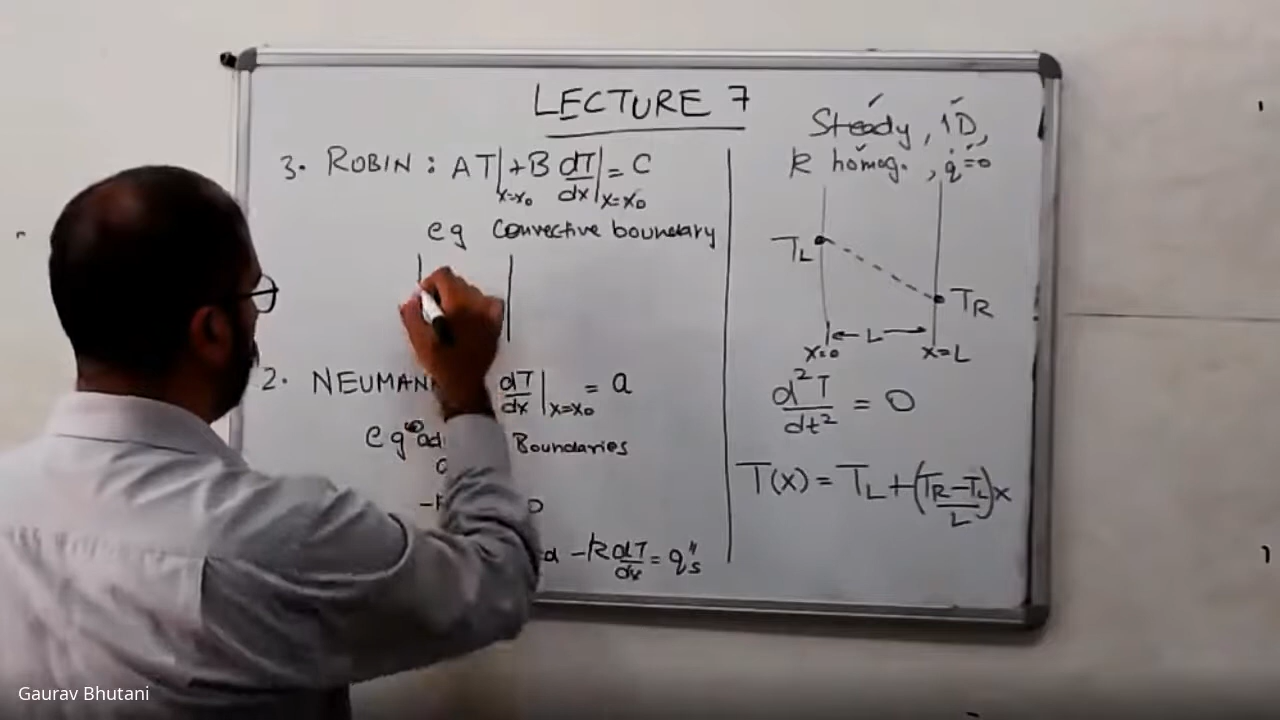 LECTURE 7
3. ROBIN : AT|x=x₀ + B dT/dx|x=x₀ = C
eg Convective boundary
2. NEUMANN dT/dx|x=x₀ = a
eg Boundaries
-k dT/dx = q″s
Steady, 1D,
k homog., q̇=0
TL
TR
L
x=0 x=L
d²T/dt² = 0
T(x) = TL + (TR-TL/L)x
Gaurav Bhutani